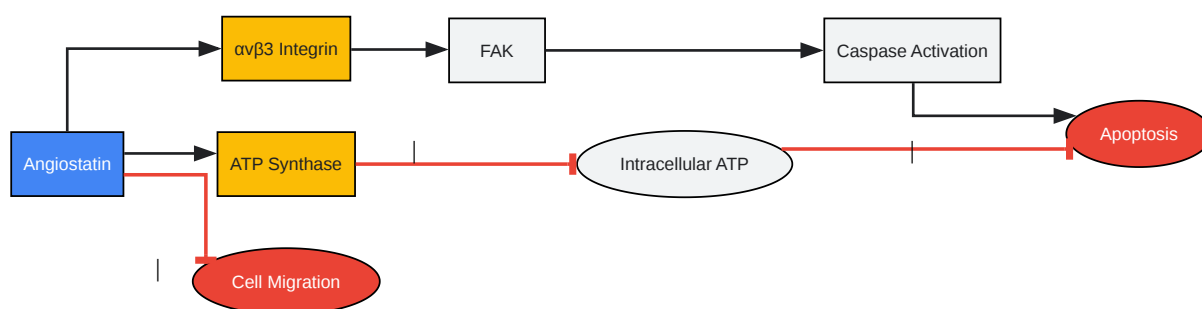 αvβ3 Integrin
FAK
Caspase Activation
Angiostatin
ATP Synthase
Intracellular ATP
Apoptosis
Cell Migration